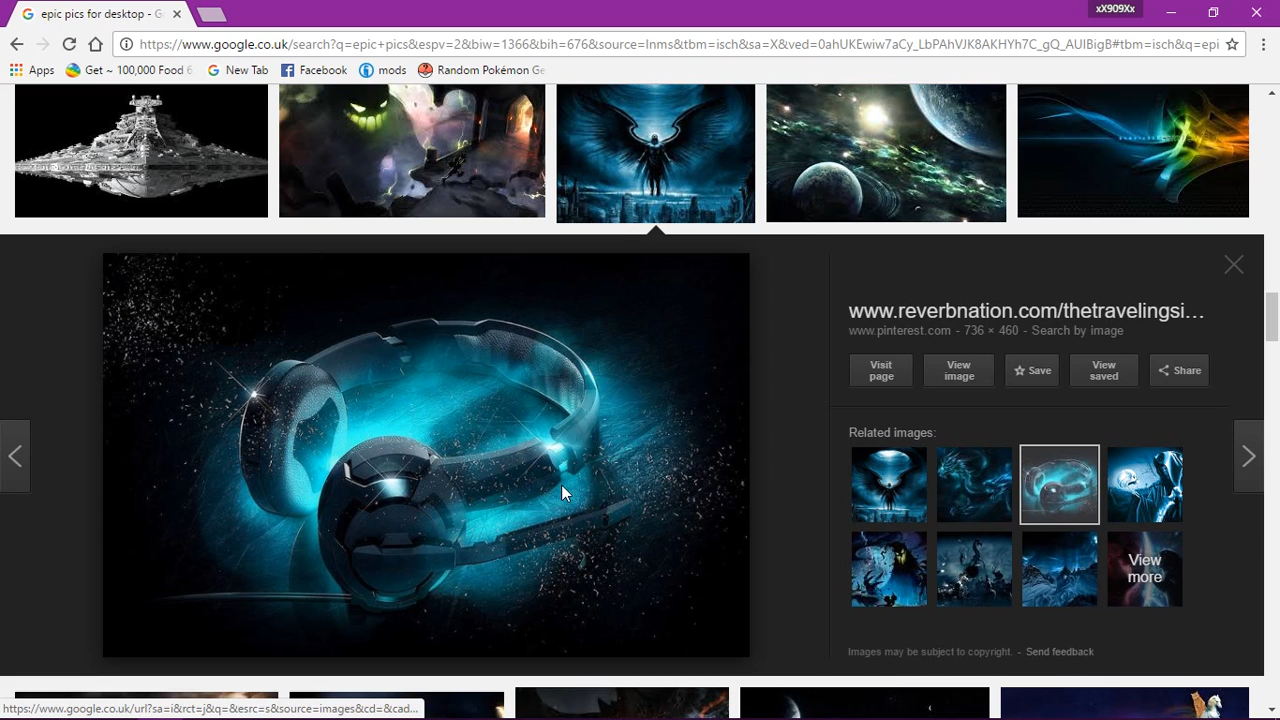 epic pics for desktop - G
xX909Xx
https://www.google.co.uk/search?q=epic+pics&espv=2&biw=1366&bih=676&source=lnms&tbm=isch&sa=X&ved=0ahUKEwiw7aCy_LbPAhVJK8AKHYh7C_gQ_AUIBigB#tbm=isch&q=epi
Apps
Get ~ 100,000 Food
New Tab
Facebook
mods
Random Pokémon Ge
www.reverbnation.com/thetravelingsi...
www.pinterest.com - 736 × 460 - Search by image
Visit page
View image
Save
View saved
Share
Related images:
View more
Images may be subject to copyright. - Send feedback
https://www.google.co.uk/url?sa=i&rct=j&q=&esrc=s&source=images&cd=&cad...